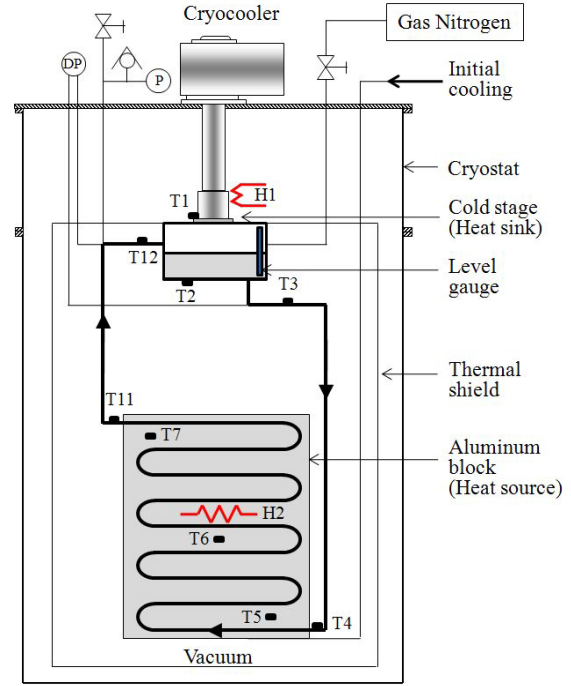 Cryocooler
Gas Nitrogen
DP
P
Initial
cooling
Cryostat
T1
H1
Cold stage
(Heat sink)
T12
T2
T3
Level
gauge
Thermal
shield
T11
T7
Aluminum
block
(Heat source)
H2
T6
T5
T4
Vacuum